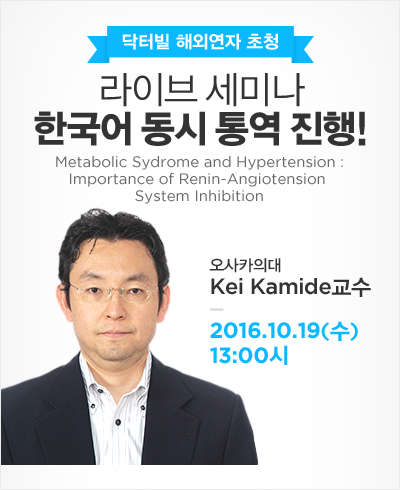 닥터빌 해외연자 초청
라이브 세미나
한국어 동시 통역 진행!
Metabolic Sydrome and Hypertension :
Importance of Renin-Angiotension
System Inhibition
오사카의대
Kei Kamide교수
2016.10.19(수)
13:00시